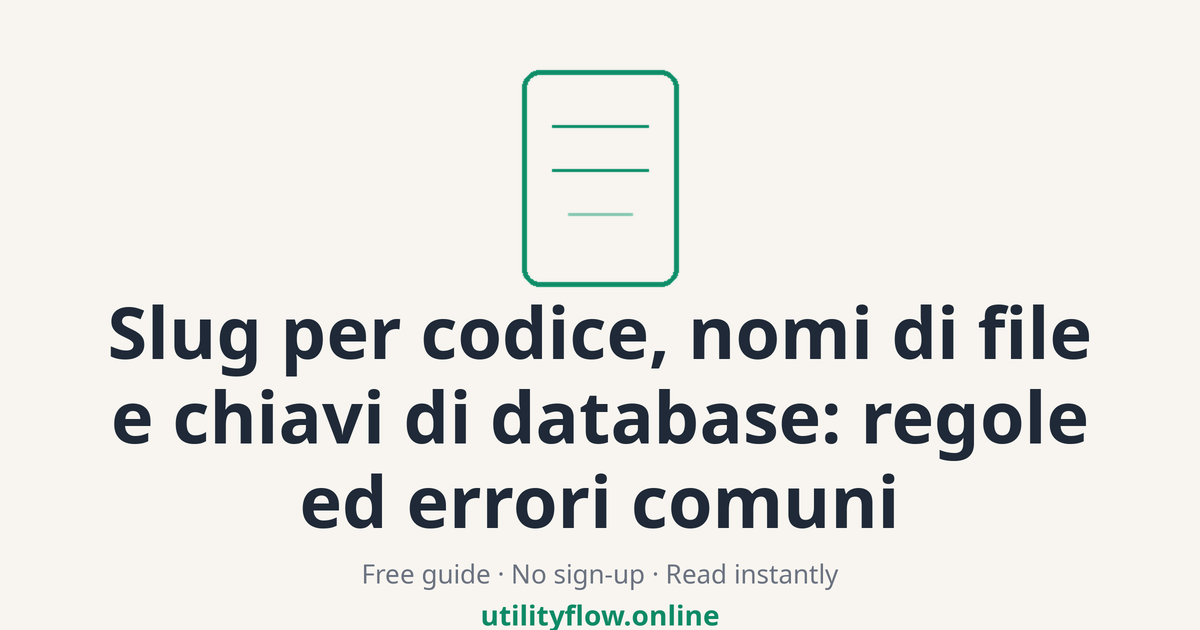 Slug per codice, nomi di file
e chiavi di database: regole
ed errori comuni
Free guide · No sign-up · Read instantly
utilityflow.online